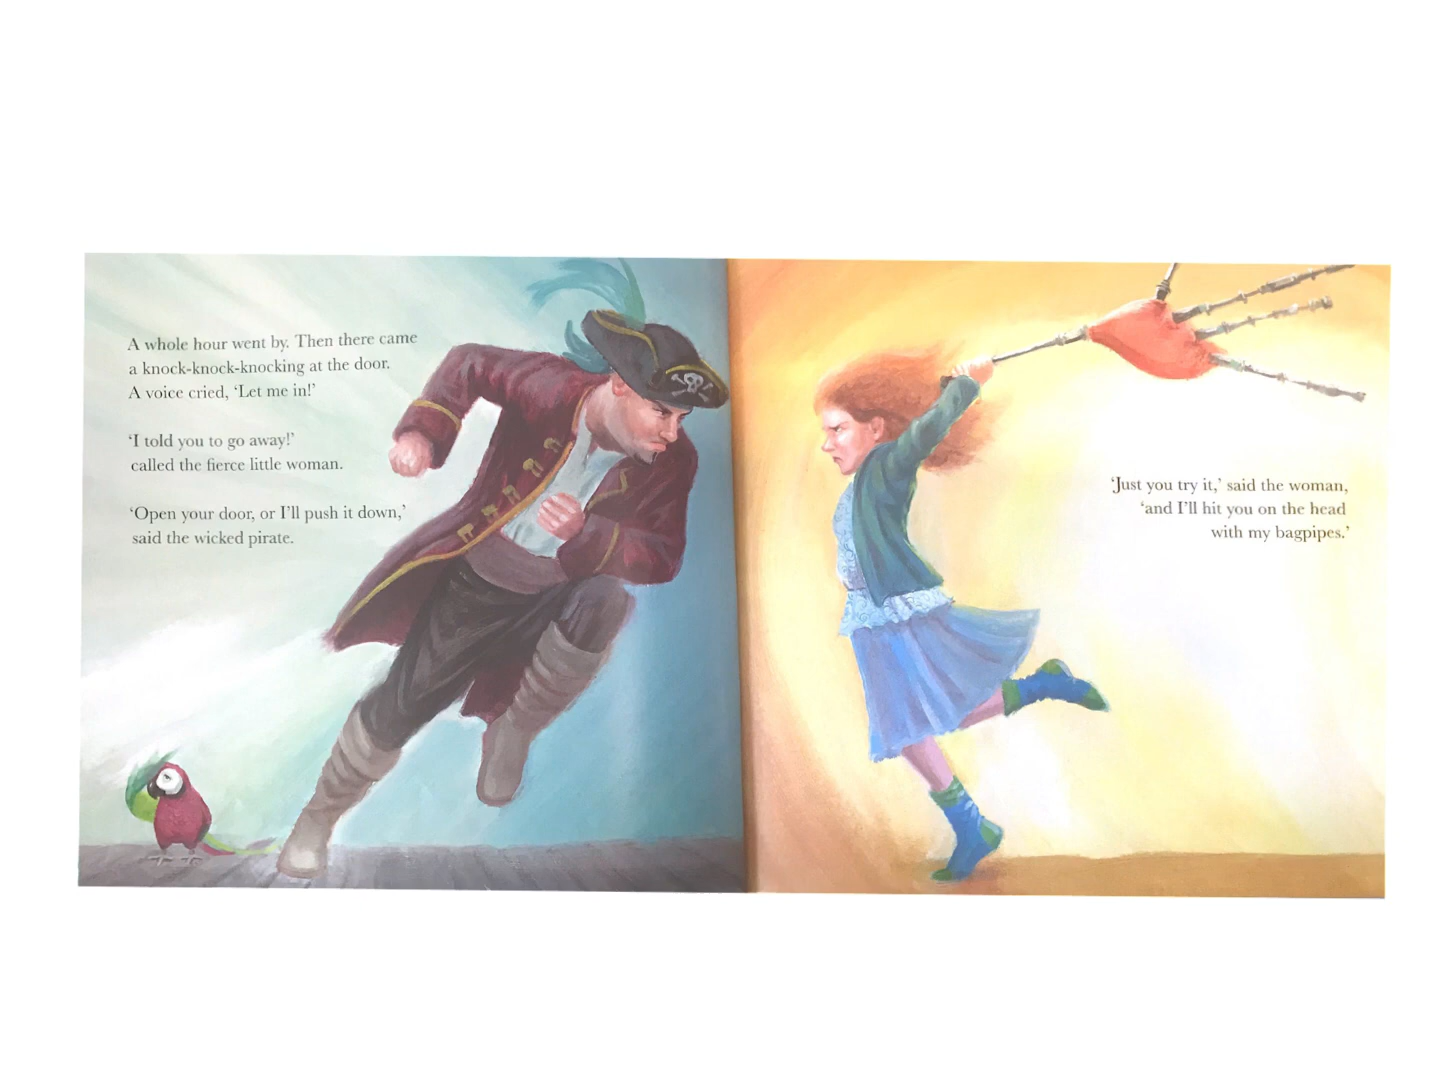 A whole hour went by. Then there came
a knock-knock-knocking at the door.
A voice cried, ‘Let me in!’
‘I told you to go away!’
called the fierce little woman.
‘Open your door, or I’ll push it down,’
said the wicked pirate.
‘Just you try it,’ said the woman,
‘and I’ll hit you on the head
with my bagpipes.’